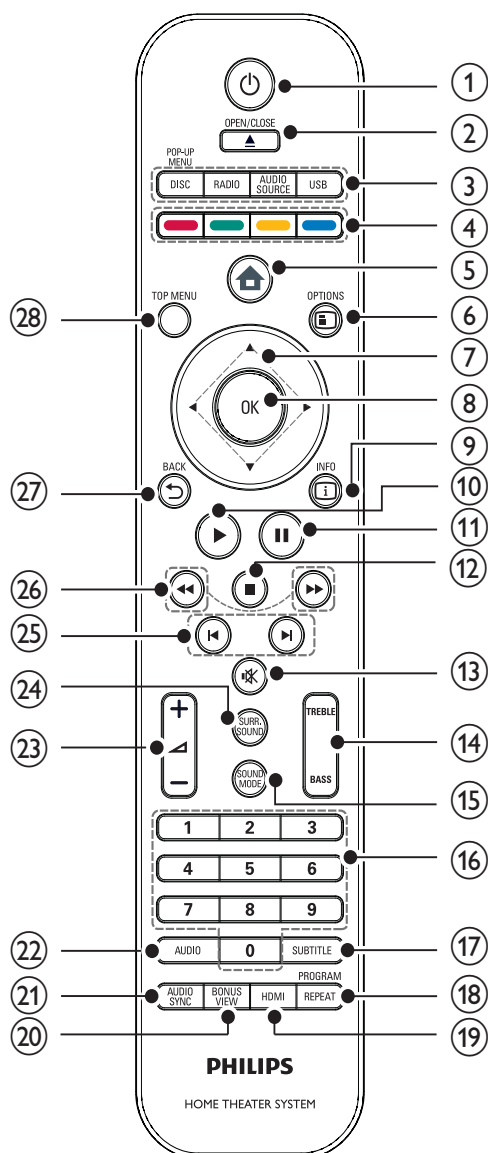 1
OPEN/CLOSE
2
POP-UP
MENU
DISC RADIO AUDIO SOURCE USB
3
4
5
TOP MENU
OPTIONS
28
6
7
OK
8
9
BACK
INFO
27
i
10
11
12
26
25
13
24
SURR.
SOUND
+
TREBLE
23
14
–
BASS
SOUND
MODE
15
1 2 3
16
4 5 6
7 8 9
22
AUDIO 0 SUBTITLE
17
PROGRAM
21
AUDIO SYNC BONUS VIEW HDMI REPEAT
18
20
19
PHILIPS
HOME THEATER SYSTEM